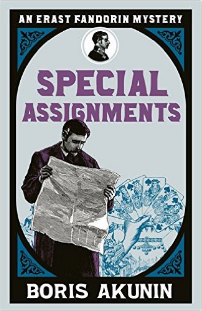 AN ERAST FANDORIN MYSTERY
SPECIAL
ASSIGNMENTS
BORIS AKUNIN